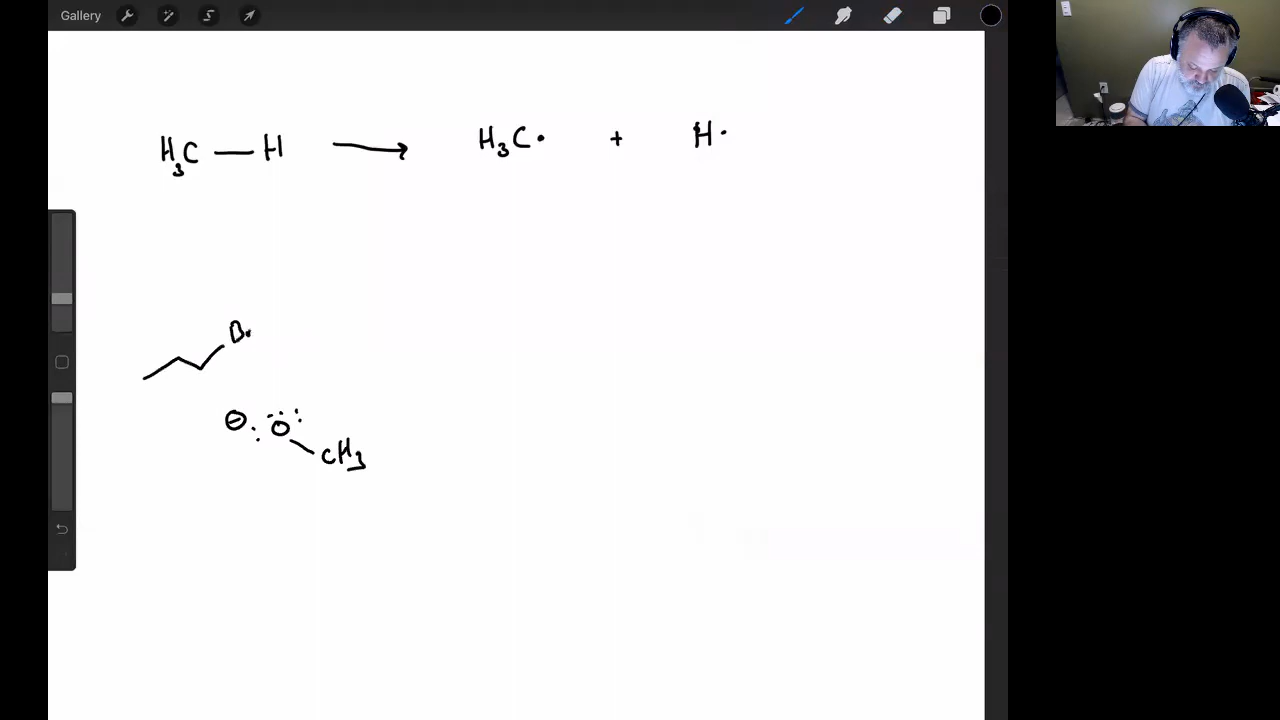 Gallery
H₃C — H → H₃C· + H·
Br
⊖ :Ö: — CH₃